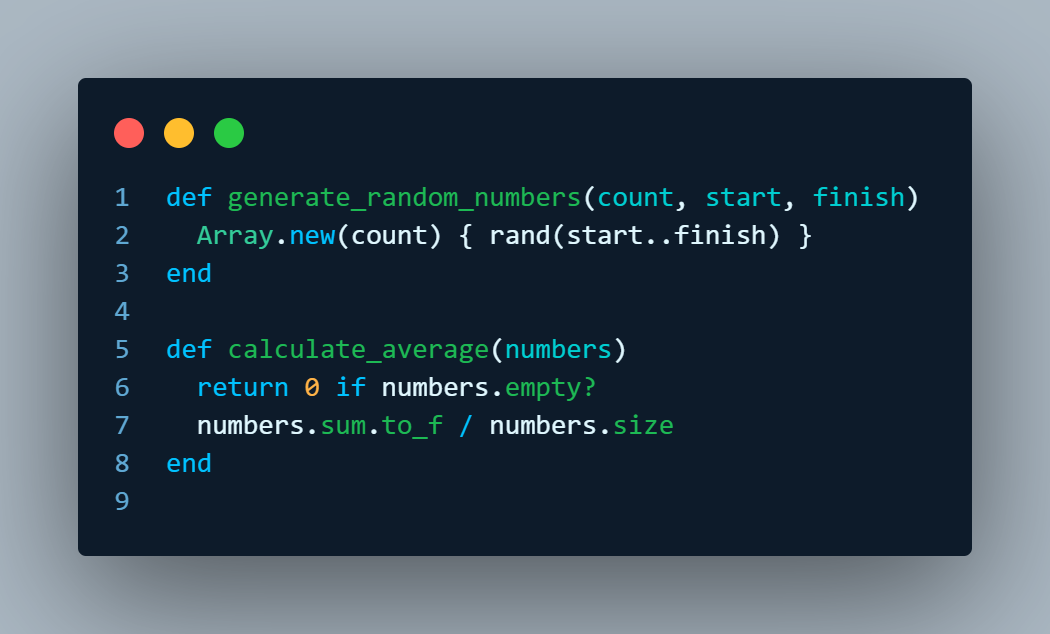 1 def generate_random_numbers(count, start, finish)
2   Array.new(count) { rand(start..finish) }
3 end
4
5 def calculate_average(numbers)
6   return 0 if numbers.empty?
7   numbers.sum.to_f / numbers.size
8 end
9